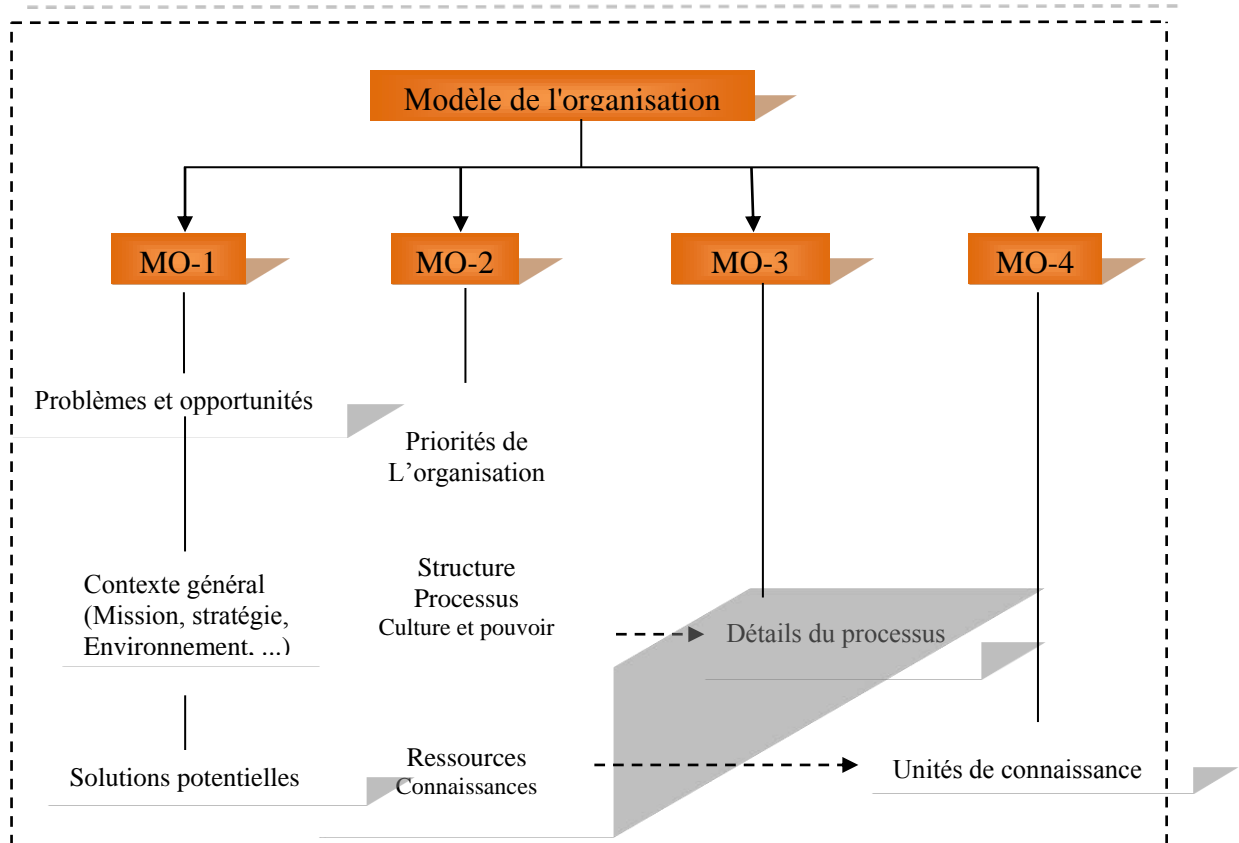 Modèle de l'organisation
MO-1
MO-2
MO-3
MO-4
Problèmes et opportunités
Priorités de
L’organisation
Contexte général
(Mission, stratégie,
Environnement, ...)
Structure
Processus
Culture et pouvoir
Détails du processus
Solutions potentielles
Ressources
Connaissances
Unités de connaissance